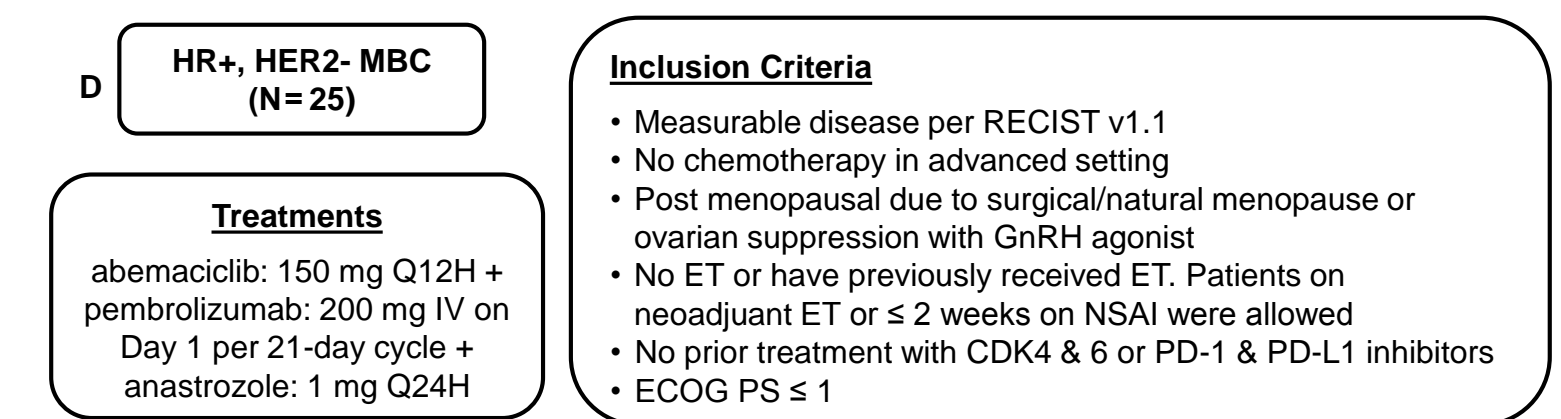 D
HR+, HER2- MBC
(N= 25)
Treatments
abemaciclib: 150 mg Q12H +
pembrolizumab: 200 mg IV on
Day 1 per 21-day cycle +
anastrozole: 1 mg Q24H
Inclusion Criteria
• Measurable disease per RECIST v1.1
• No chemotherapy in advanced setting
• Post menopausal due to surgical/natural menopause or
ovarian suppression with GnRH agonist
• No ET or have previously received ET. Patients on
neoadjuant ET or ≤ 2 weeks on NSAI were allowed
• No prior treatment with CDK4 & 6 or PD-1 & PD-L1 inhibitors
• ECOG PS ≤ 1